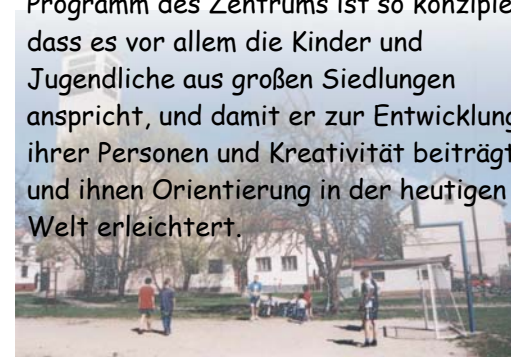 Programm des Zentrums ist so konzipie
dass es vor allem die Kinder und
Jugendliche aus großen Siedlungen
anspricht, und damit er zur Entwicklung
ihrer Personen und Kreativität beiträgt
und ihnen Orientierung in der heutigen
Welt erleichtert.